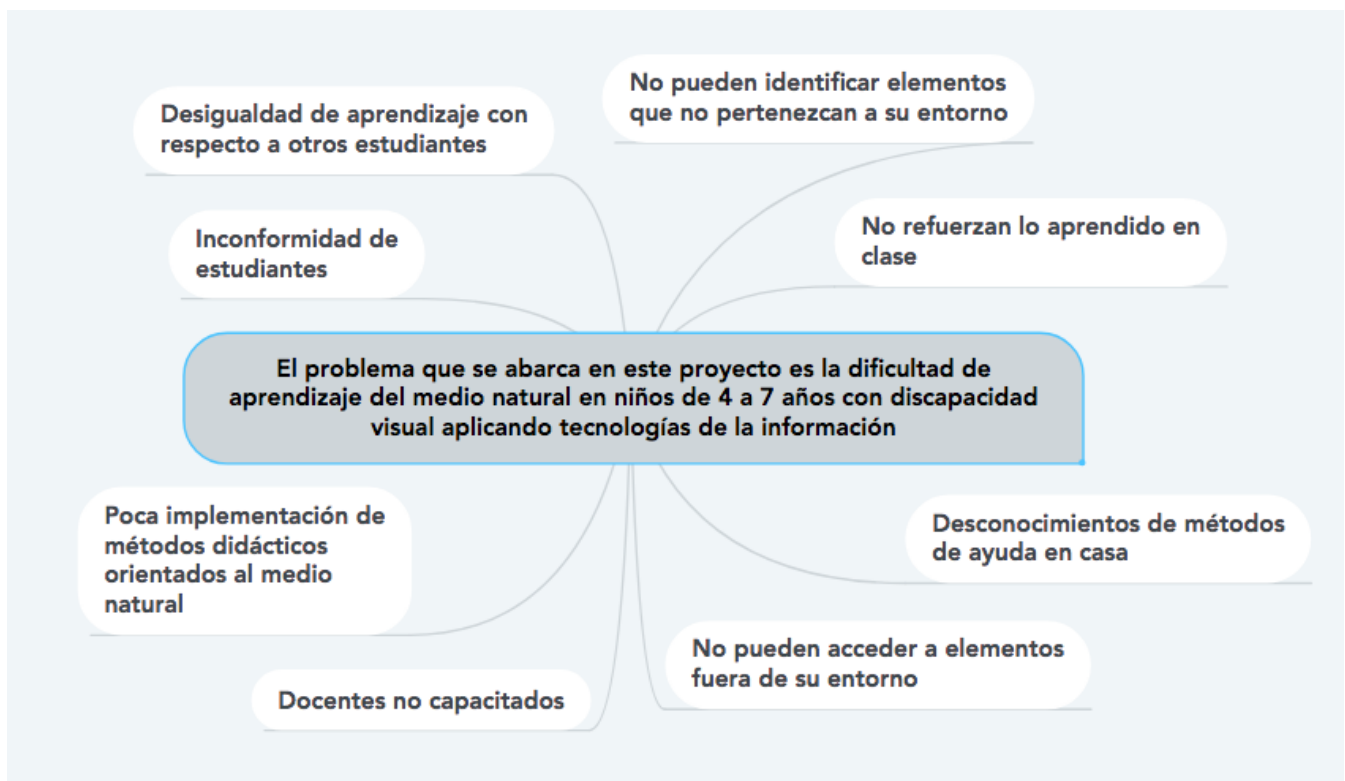 No pueden identificar elementos
que no pertenezcan a su entorno
Desigualdad de aprendizaje con
respecto a otros estudiantes
No refuerzan lo aprendido en
clase
Inconformidad de
estudiantes
El problema que se abarca en este proyecto es la dificultad de
aprendizaje del medio natural en niños de 4 a 7 años con discapacidad
visual aplicando tecnologías de la información
Poca implementación de
métodos didácticos
orientados al medio
natural
Desconocimientos de métodos
de ayuda en casa
No pueden acceder a elementos
fuera de su entorno
Docentes no capacitados